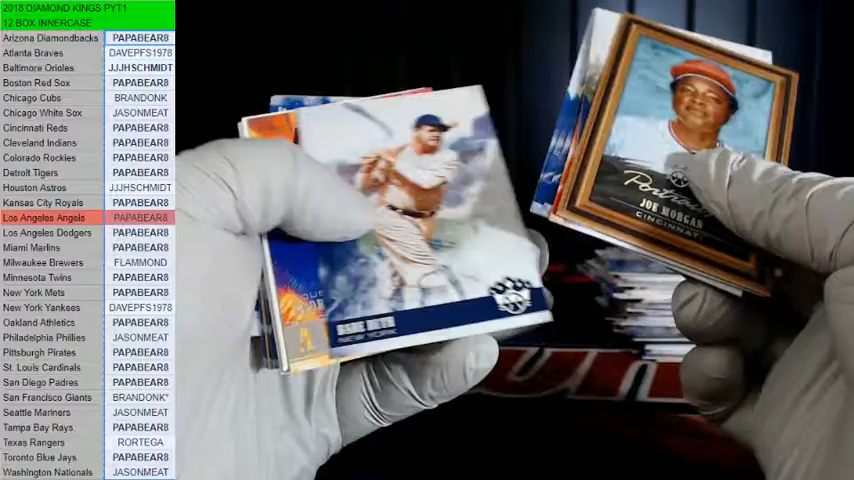 2018 DIAMOND KINGS PYT1
12 BOX INNERCASE
Arizona Diamondbacks PAPABEAR8
Atlanta Braves DAVEPFS1978
Baltimore Orioles JJJHSCHMIDT
Boston Red Sox PAPABEAR8
Chicago Cubs BRANDONK
Chicago White Sox JASONMEAT
Cincinnati Reds PAPABEAR8
Cleveland Indians PAPABEAR8
Colorado Rockies PAPABEAR8
Detroit Tigers PAPABEAR8
Houston Astros JJJHSCHMIDT
Kansas City Royals PAPABEAR8
Los Angeles Angels PAPABEAR8
Los Angeles Dodgers PAPABEAR8
Miami Marlins PAPABEAR8
Milwaukee Brewers FLAMMOND
Minnesota Twins PAPABEAR8
New York Mets PAPABEAR8
New York Yankees DAVEPFS1978
Oakland Athletics PAPABEAR8
Philadelphia Phillies JASONMEAT
Pittsburgh Pirates PAPABEAR8
St. Louis Cardinals PAPABEAR8
San Diego Padres PAPABEAR8
San Francisco Giants BRANDONK*
Seattle Mariners JASONMEAT
Tampa Bay Rays PAPABEAR8
Texas Rangers RORTEGA
Toronto Blue Jays PAPABEAR8
Washington Nationals JASONMEAT
BABE RUTH
NEW YORK
Portraits
JOE MORGAN
CINCINNATI